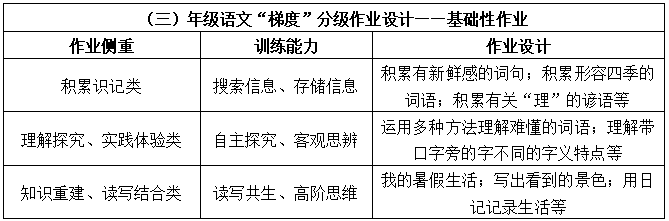 （三）年级语文“梯度”分级作业设计——基础性作业
作业侧重
训练能力
作业设计
积累识记类
搜索信息、存储信息
积累有新鲜感的词句；积累形容四季的
词语；积累有关“理”的谚语等
理解探究、实践体验类
自主探究、客观思辨
运用多种方法理解难懂的词语；理解带
口字旁的字不同的字义特点等
知识重建、读写结合类
读写共生、高阶思维
我的暑假生活；写出看到的景色；用日
记记录生活等